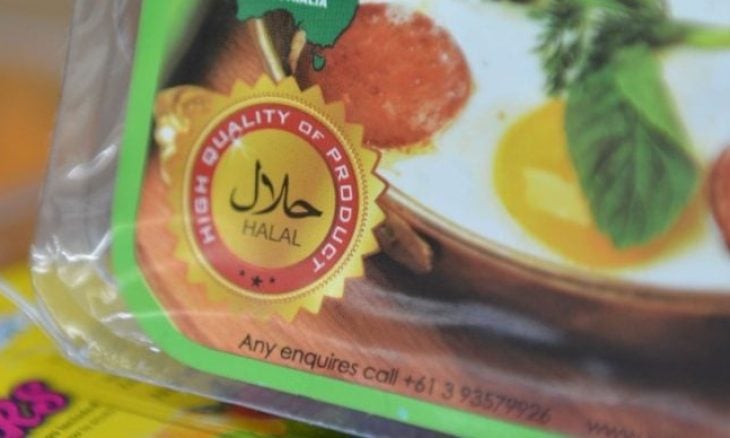 HIGH QUALITY OF PRODUCT
حلال
HALAL
Any enquires call +61 3 93579926